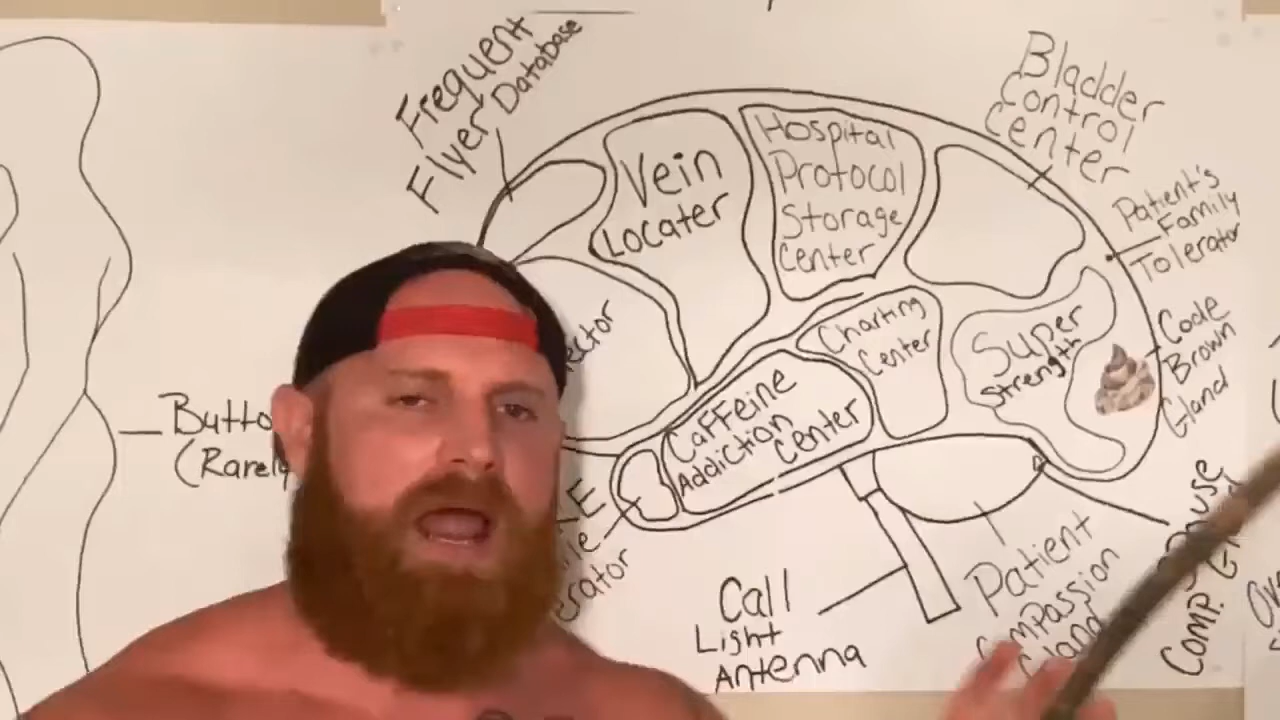 Frequent
Flyer Database
Vein
Locater
Hospital
Protocol
Storage
Center
Bladder
Control
Center
Patient's
Family
Tolerator
Code
Brown
Gland
Super
Strength
Charting
Center
Caffeine
Addiction
Center
Call
Light
Antenna
Patient
Compassion
Comp.